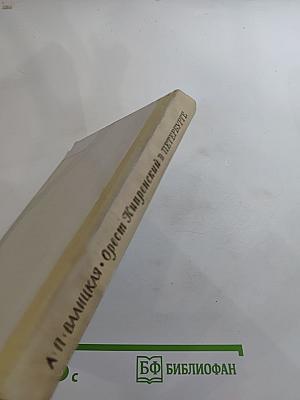 А·П·ВАЛИЦКАЯ • Орест Кипренский в ПЕТЕРБУРГЕ
с
БФ БИБЛИОФАН